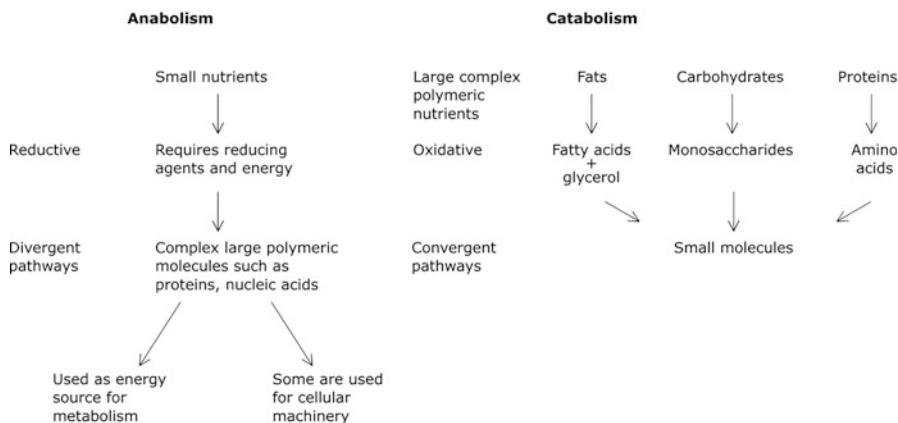 Anabolism
Small nutrients
Reductive
Requires reducing
agents and energy
Divergent
pathways
Complex large polymeric
molecules such as
proteins, nucleic acids
Used as energy
source for
metabolism
Some are used
for cellular
machinery
Catabolism
Large complex
polymeric
nutrients
Fats
Carbohydrates
Proteins
Oxidative
Fatty acids
+
glycerol
Monosaccharides
Amino
acids
Convergent
pathways
Small molecules